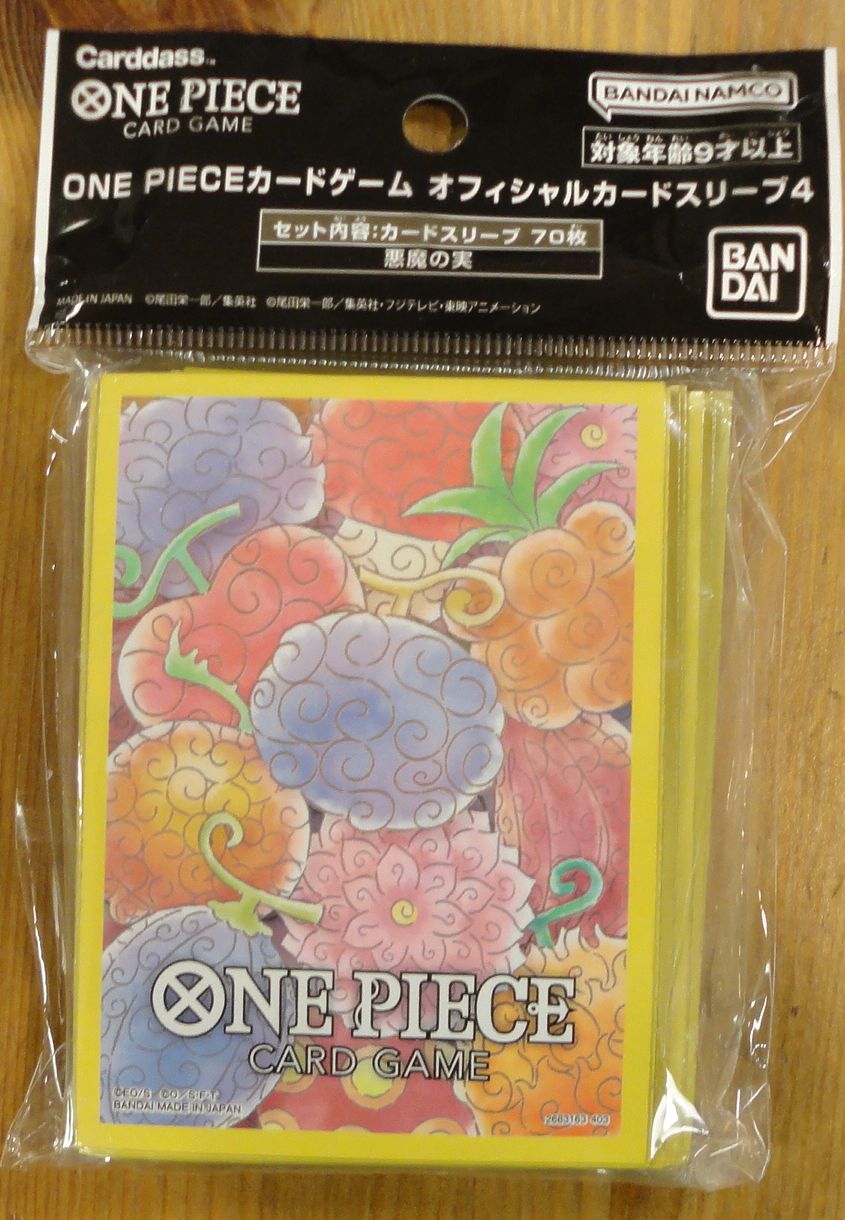 Carddass™
ONE PIECE
CARD GAME
BANDAI NAMCO
対象年齢9才以上
ONE PIECEカードゲーム オフィシャルカードスリーブ4
セット内容:カードスリーブ 70枚
悪魔の実
BAN
DAI
MADE IN JAPAN ©尾田栄一郎/集英社 ©尾田栄一郎/集英社・フジテレビ・東映アニメーション
ONE PIECE
CARD GAME
©EO/S ©O/S・F・T
BANDAI MADE IN JAPAN
2663163 403